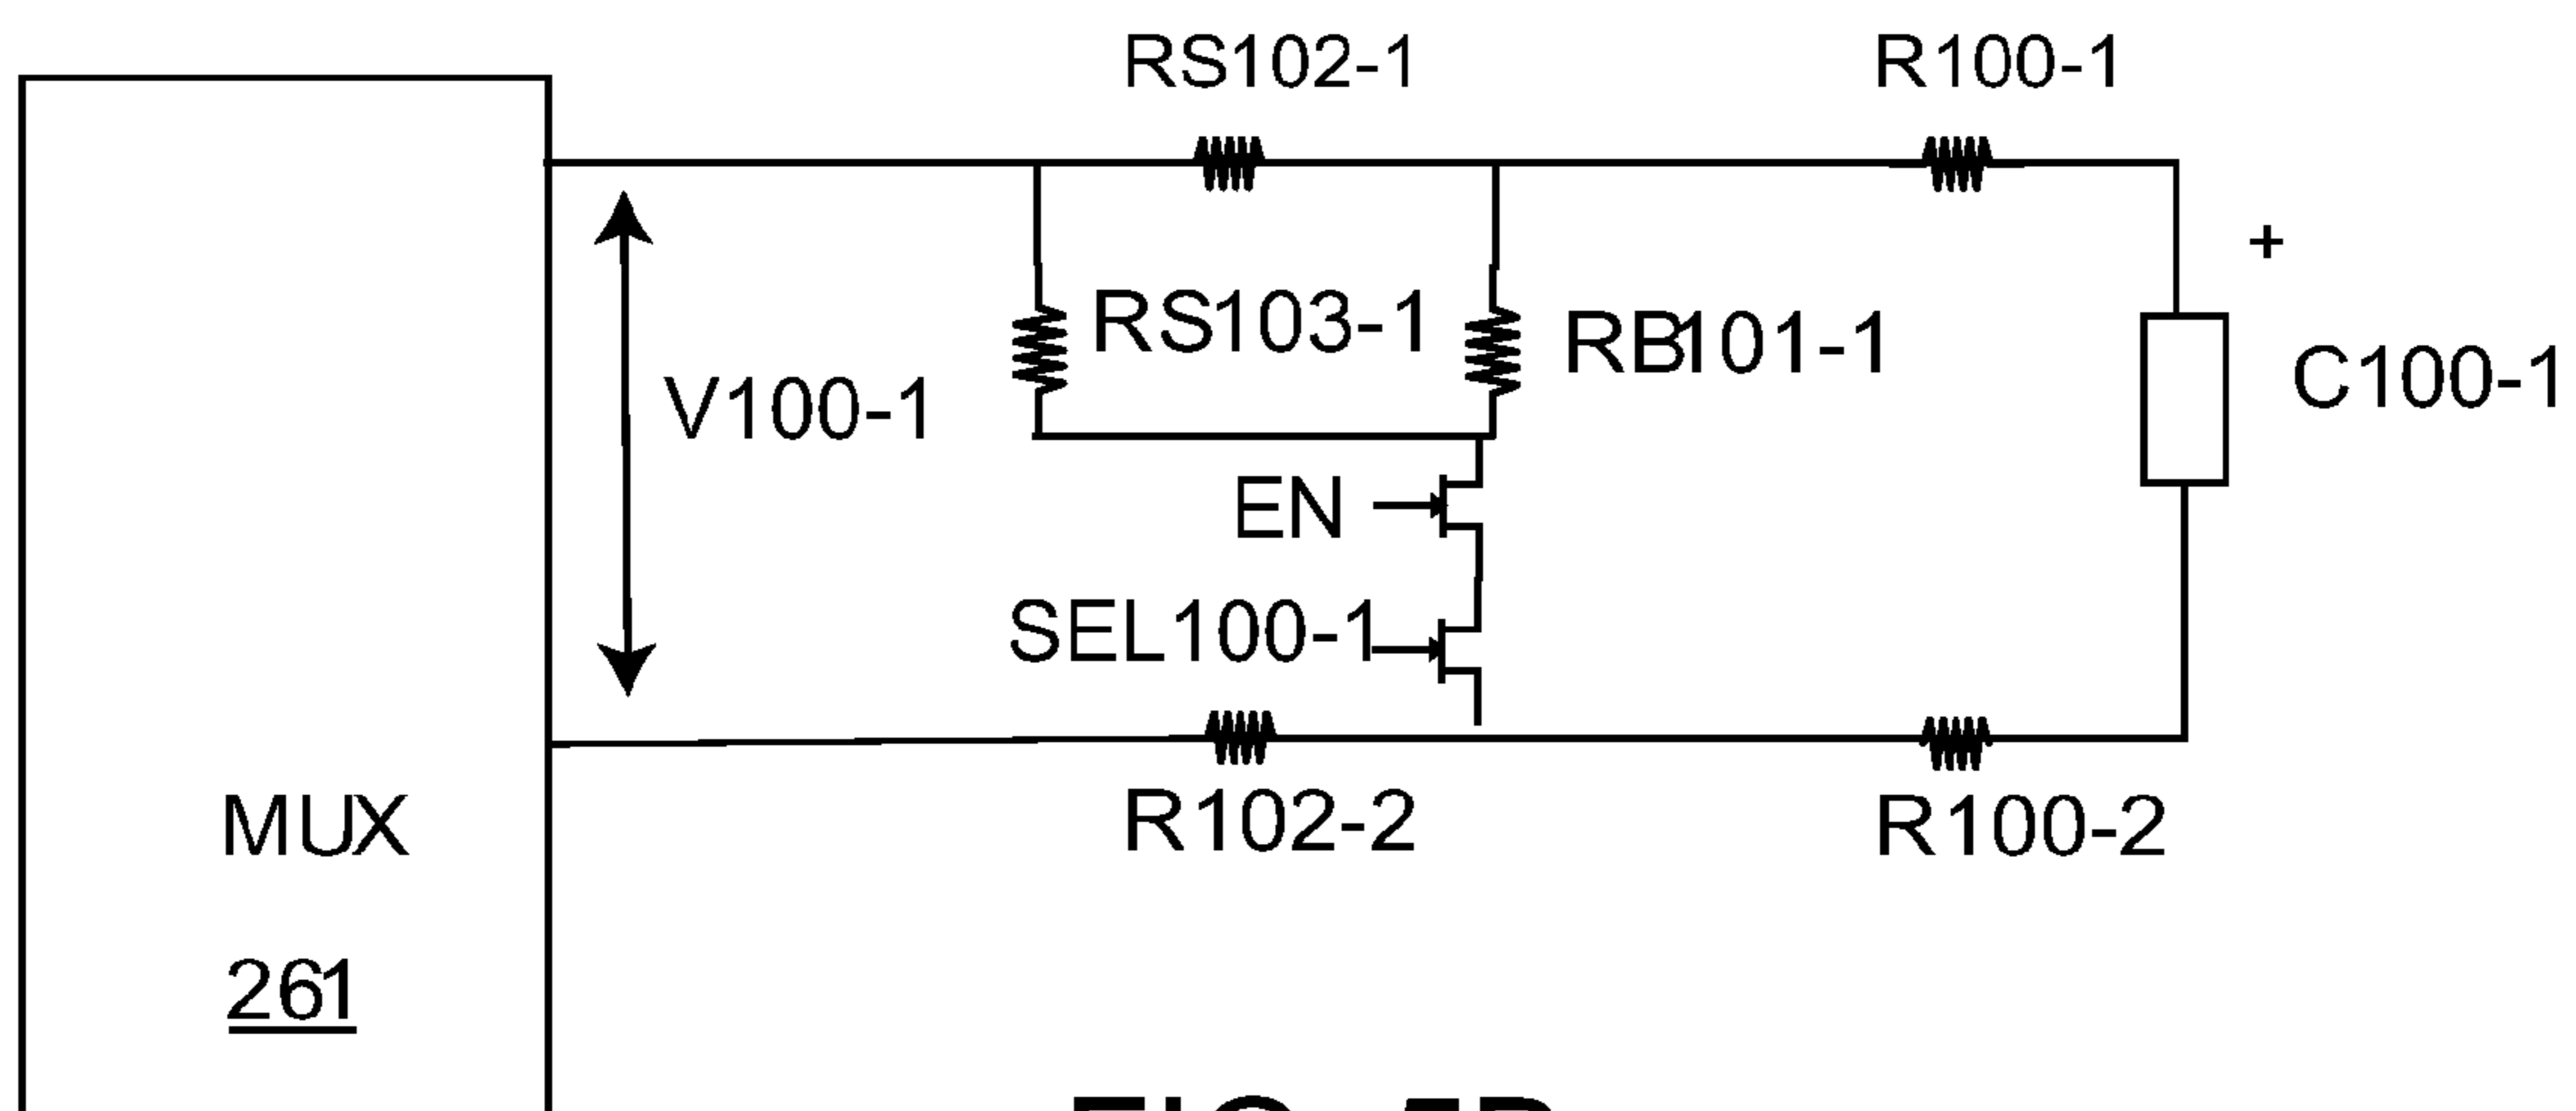 RS102-1
R100-1
+
RS103-1
RB101-1
C100-1
V100-1
EN
SEL100-1
R102-2
R100-2
MUX
261